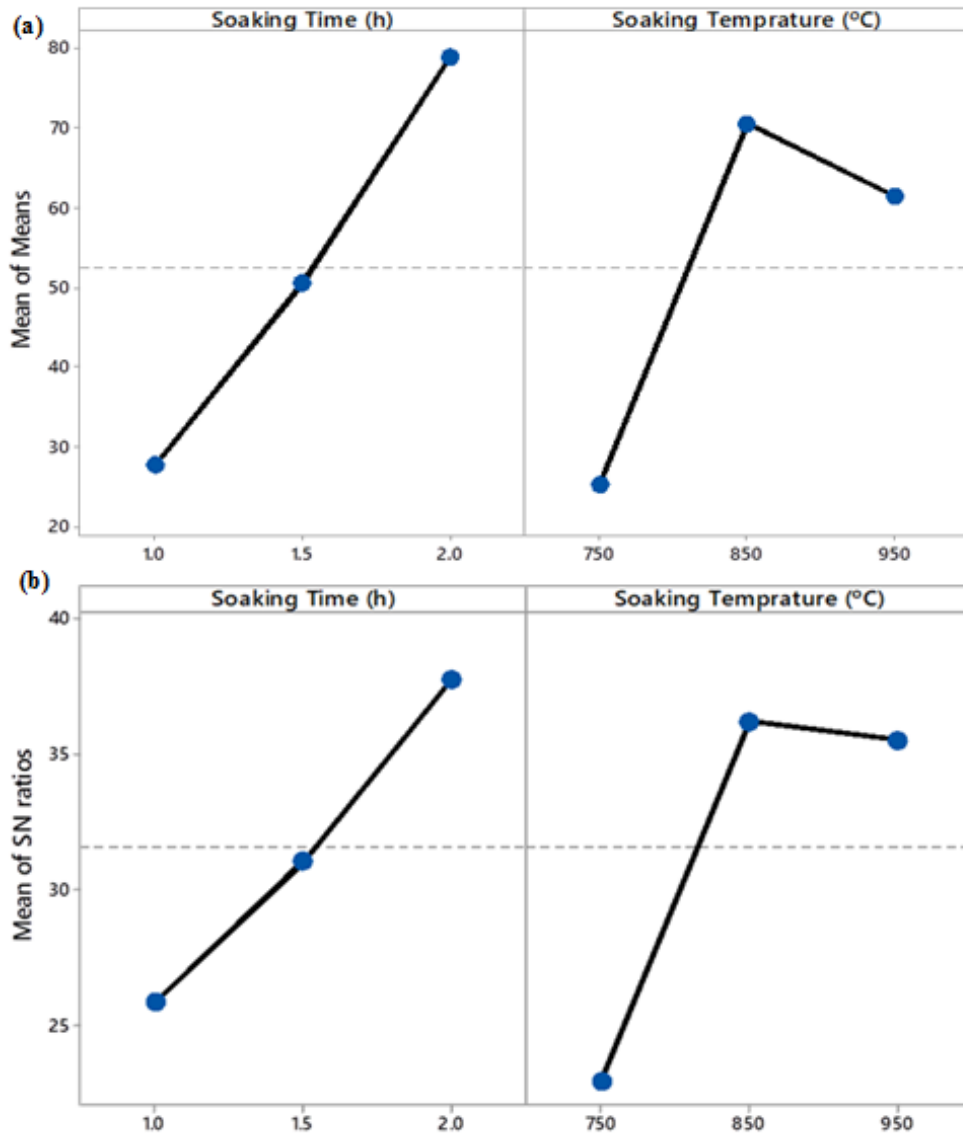 (a)
Soaking Time (h) Soaking Temprature (°C)
80
70
60
50
40
30
20
Mean of Means
1.0 1.5 2.0 750 850 950
(b)
Soaking Time (h) Soaking Temprature (°C)
40
35
30
25
Mean of SN ratios
1.0 1.5 2.0 750 850 950